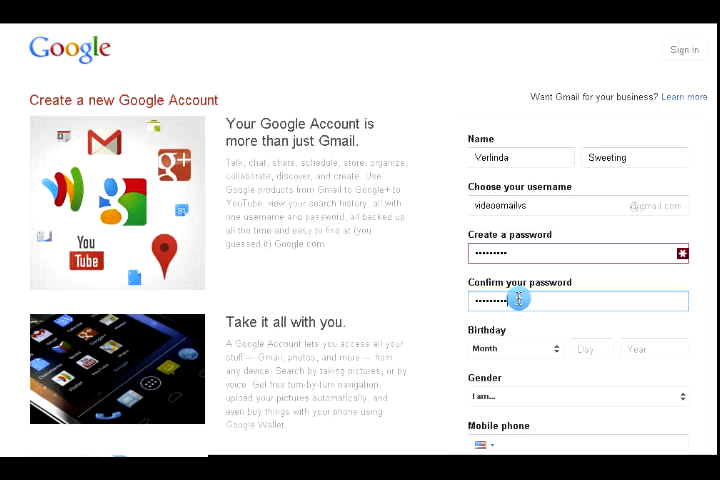 Google
Sign in
Create a new Google Account
Want Gmail for your business? Learn more
Your Google Account is
more than just Gmail.
Talk, chat, share, schedule, store, organize,
collaborate, discover, and create. Use
Google products from Gmail to Google+ to
YouTube, view your search history, all with
one username and password, all backed up
all the time and easy to find at (you
guessed it) Google.com.
You
Tube
g+
31
Take it all with you.
A Google Account lets you access all your
stuff — Gmail, photos, and more — from
any device. Search by taking pictures, or by
voice. Get free turn-by-turn navigation,
upload your pictures automatically, and
even buy things with your phone using
Google Wallet.
Name
Verlinda
Sweeting
Choose your username
videoemailvs
@gmail.com
Create a password
•••••••••
Confirm your password
•••••••••
Birthday
Month
Day
Year
Gender
I am...
Mobile phone